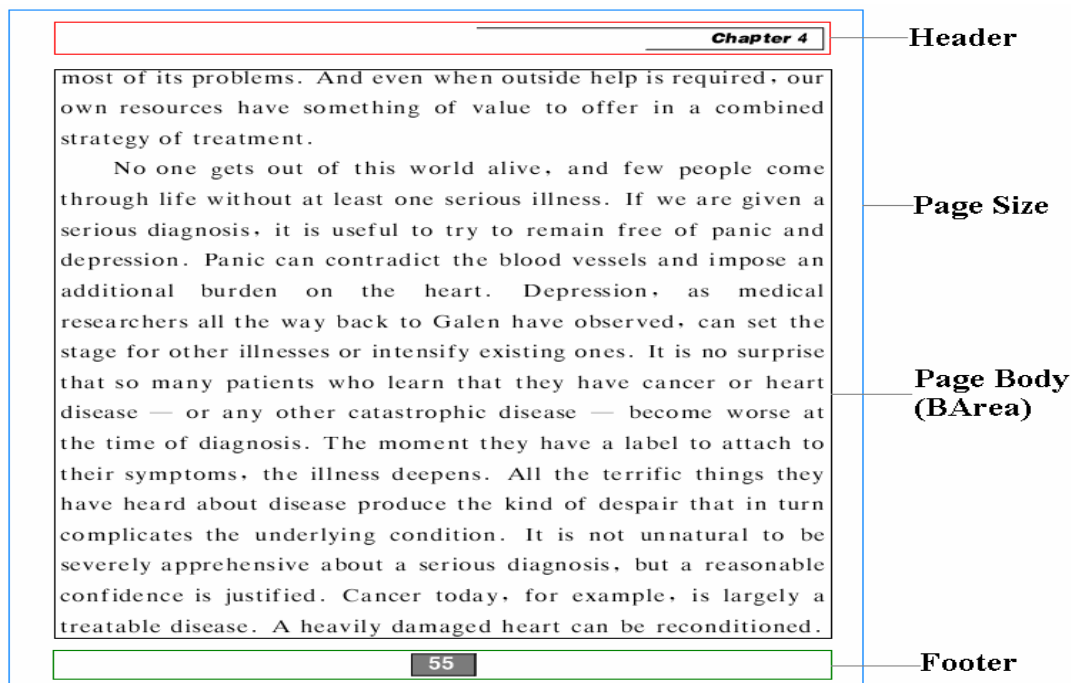 Chapter 4
Header
most of its problems. And even when outside help is required, our
own resources have something of value to offer in a combined
strategy of treatment.
No one gets out of this world alive, and few people come
through life without at least one serious illness. If we are given a
serious diagnosis, it is useful to try to remain free of panic and
depression. Panic can contradict the blood vessels and impose an
additional burden on the heart. Depression, as medical
researchers all the way back to Galen have observed, can set the
stage for other illnesses or intensify existing ones. It is no surprise
that so many patients who learn that they have cancer or heart
disease — or any other catastrophic disease — become worse at
the time of diagnosis. The moment they have a label to attach to
their symptoms, the illness deepens. All the terrific things they
have heard about disease produce the kind of despair that in turn
complicates the underlying condition. It is not unnatural to be
severely apprehensive about a serious diagnosis, but a reasonable
confidence is justified. Cancer today, for example, is largely a
treatable disease. A heavily damaged heart can be reconditioned.
Page Size
Page Body
(BArea)
55
Footer